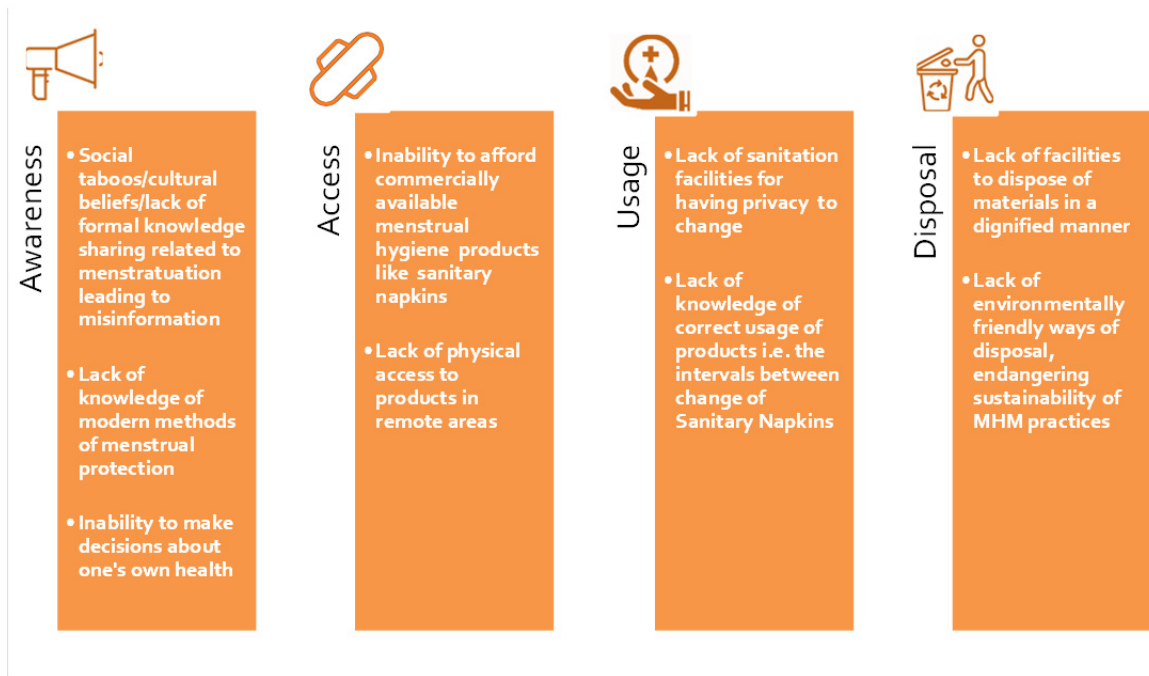 Awareness
• Social
taboos/cultural
beliefs/lack of
formal knowledge
sharing related to
menstratuation
leading to
misinformation
• Lack of
knowledge of
modern methods
of menstrual
protection
• Inability to make
decisions about
one's own health
Access
• Inability to afford
commercially
available
menstrual
hygiene products
like sanitary
napkins
• Lack of physical
access to
products in
remote areas
Usage
• Lack of sanitation
facilities for
having privacy to
change
• Lack of
knowledge of
correct usage of
products i.e. the
intervals between
change of
Sanitary Napkins
Disposal
• Lack of facilities
to dispose of
materials in a
dignified manner
• Lack of
environmentally
friendly ways of
disposal,
endangering
sustainability of
MHM practices